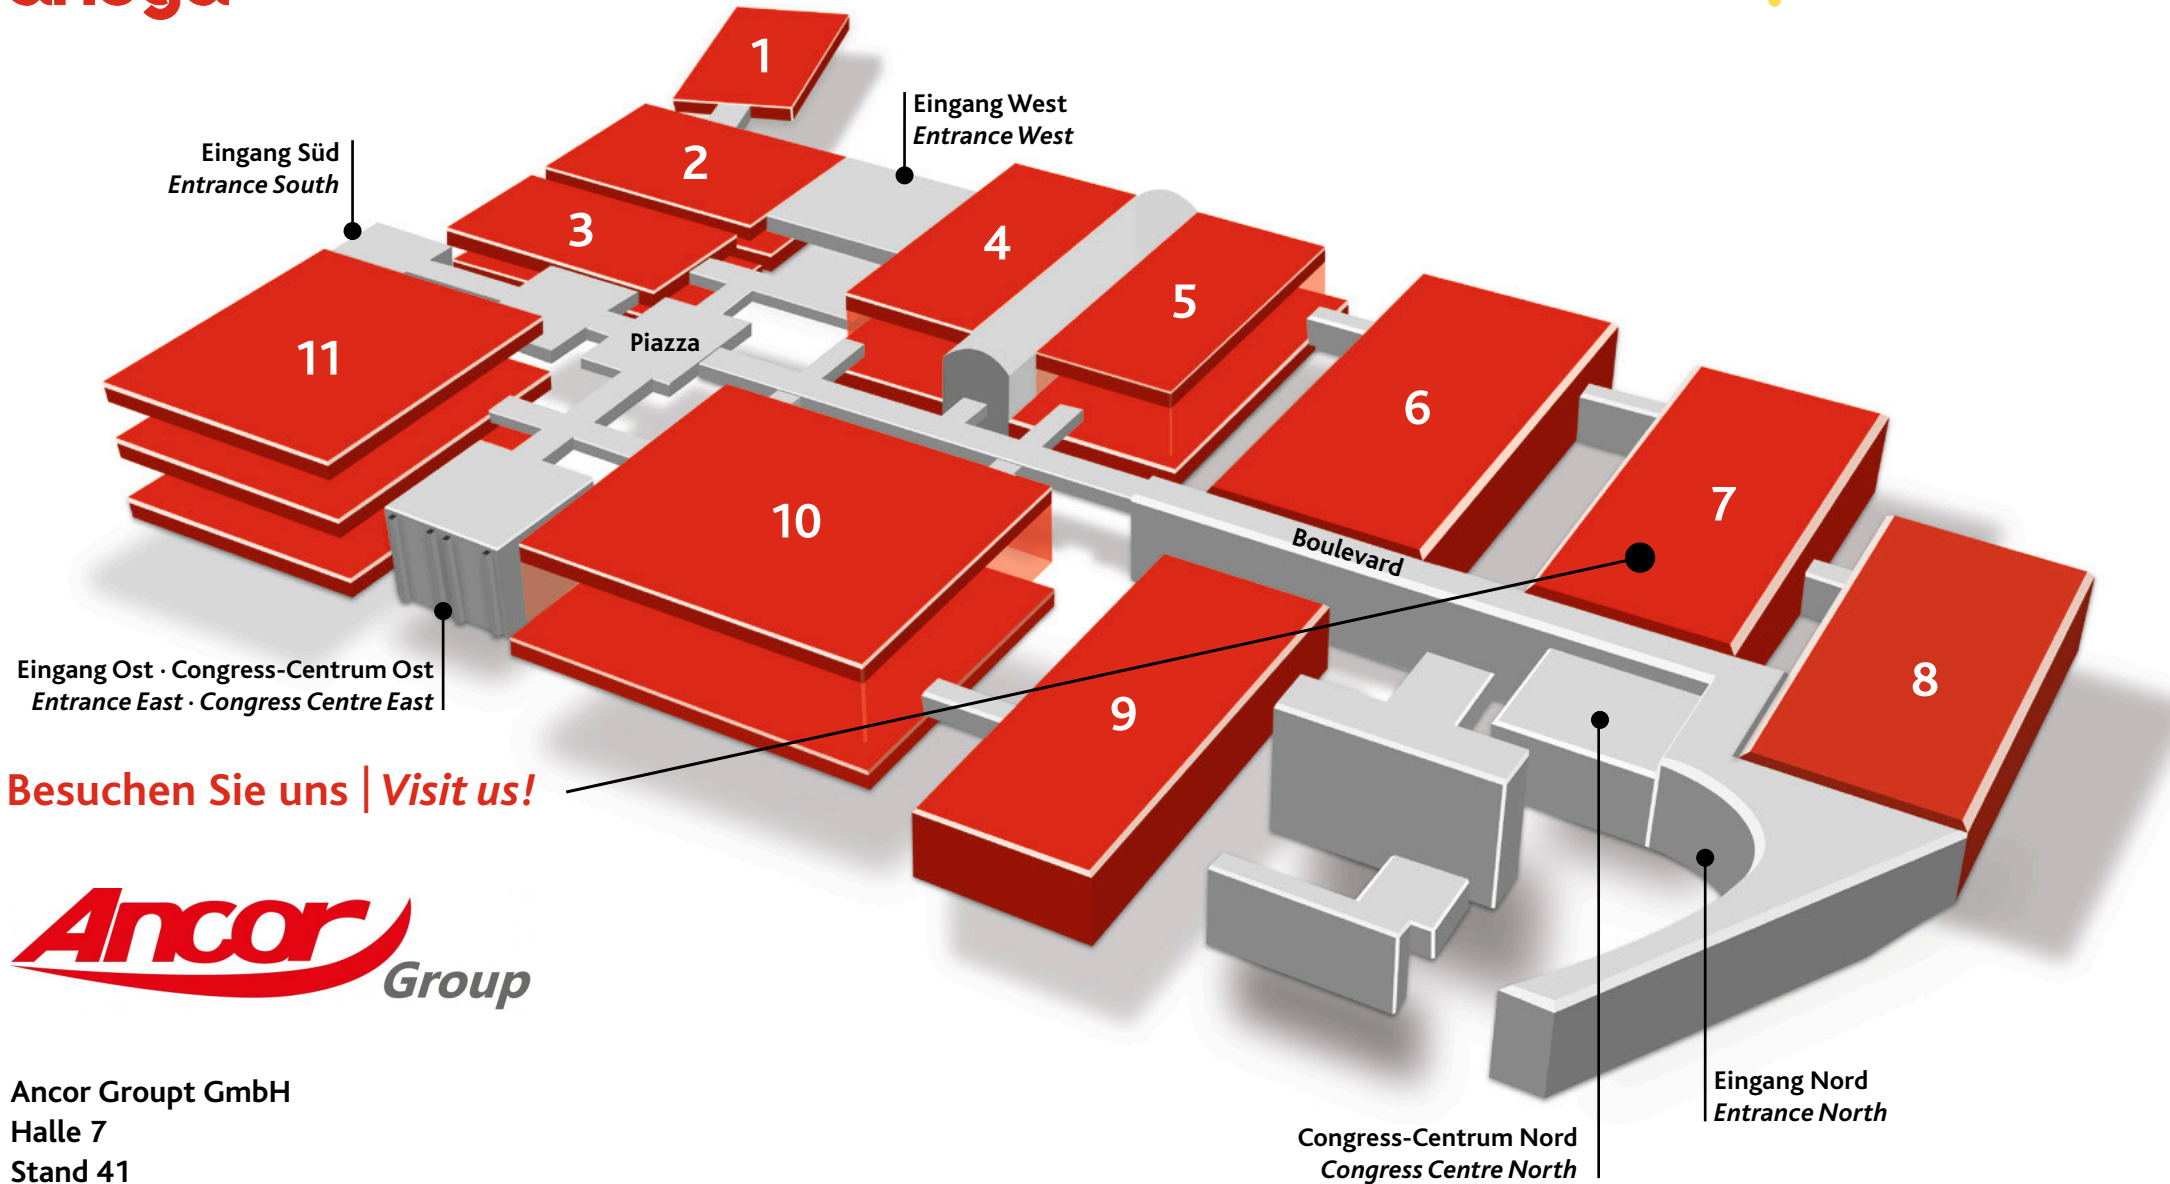 anoga
1
Eingang West
Entrance West
Eingang Süd
Entrance South
2
3
4
5
Piazza
11
6
7
10
Boulevard
8
9
Eingang Ost · Congress-Centrum Ost
Entrance East · Congress Centre East
Besuchen Sie uns | Visit us!
Ancor
Group
Ancor Groupt GmbH
Halle 7
Stand 41
Eingang Nord
Entrance North
Congress-Centrum Nord
Congress Centre North